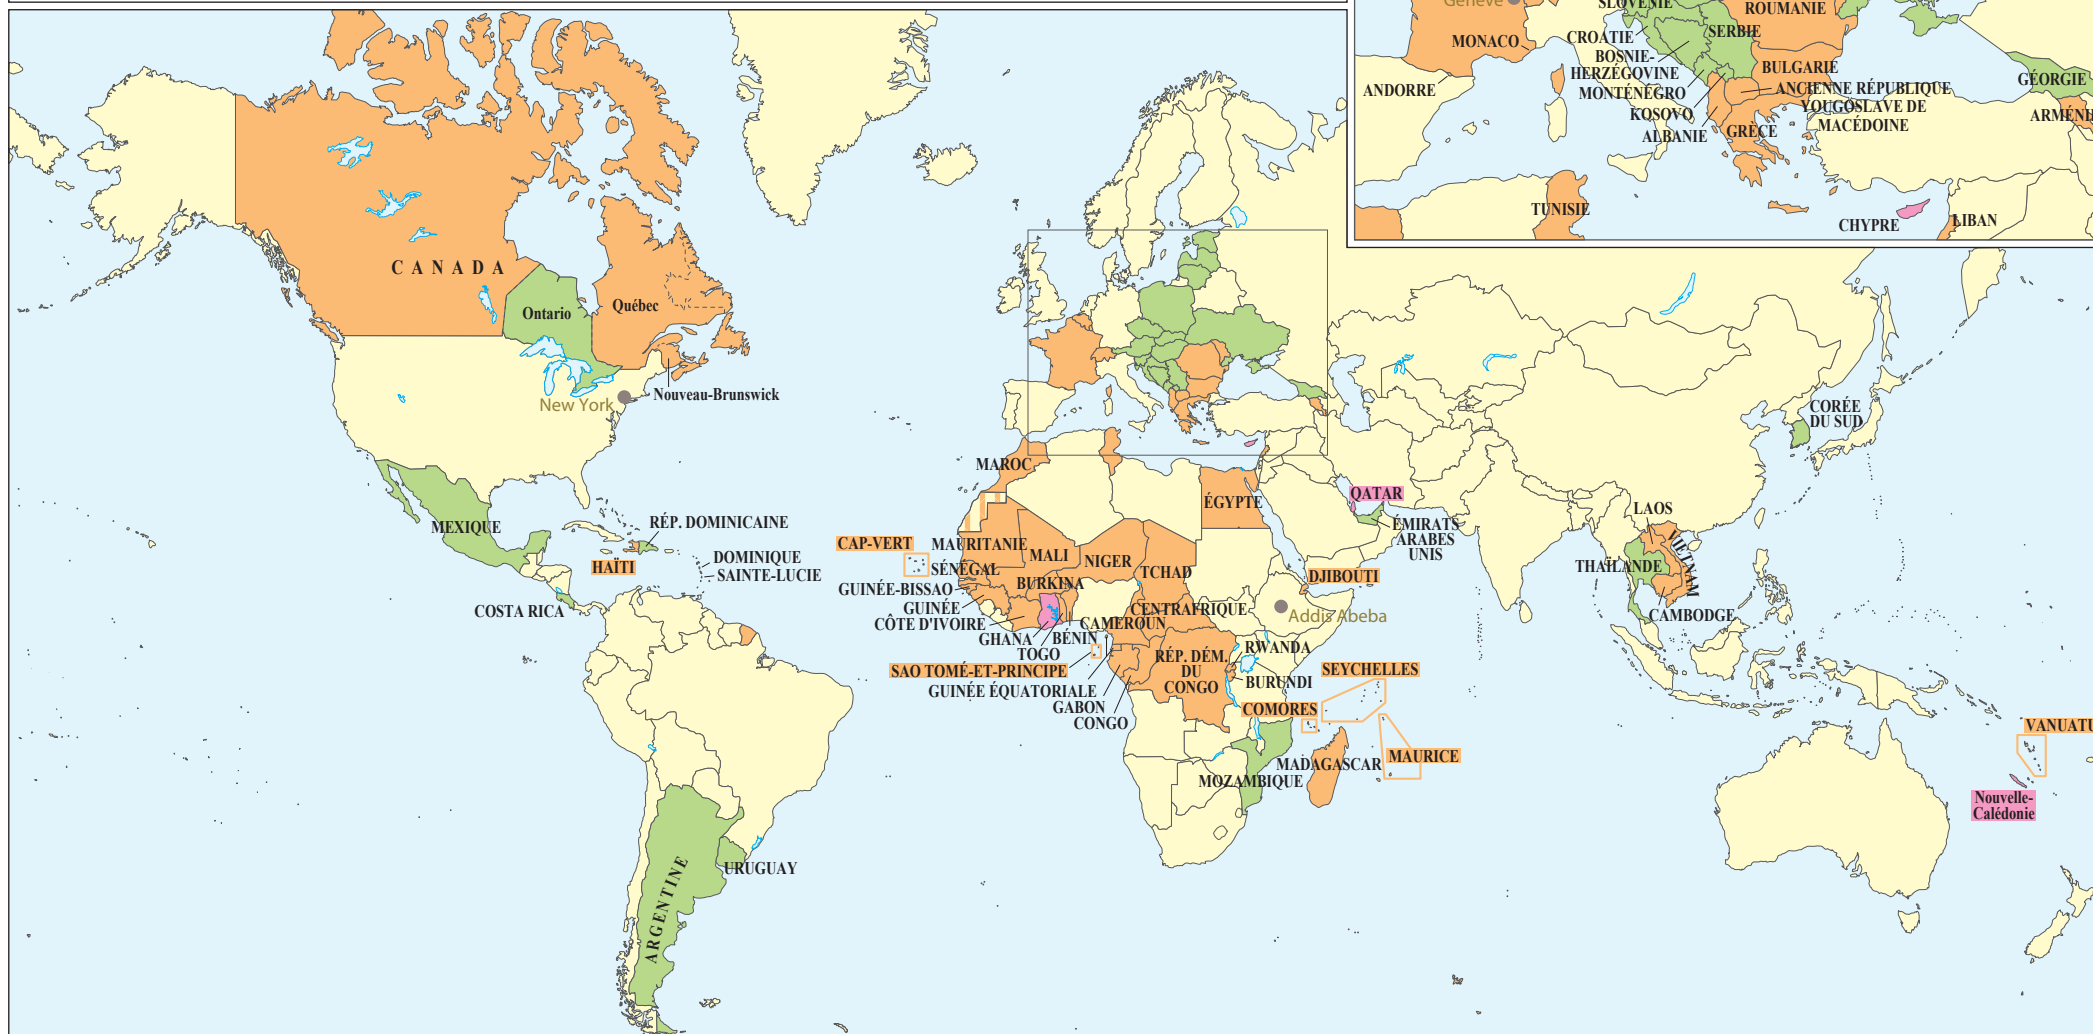 Genève
SLOVÉNIE
ROUMANIE
CROATIE
SERBIE
MONACO
BOSNIE-
HERZÉGOVINE
BULGARIE
GÉORGIE
ANDORRE
MONTÉNÉGRO
ANCIENNE RÉPUBLIQUE
YOUGOSLAVE DE
MACÉDOINE
KOSOVO
ARMÉNI
ALBANIE
GRÈCE
TUNISIE
CHYPRE
LIBAN
CANADA
Ontario
Québec
Nouveau-Brunswick
New York
CORÉE
DU SUD
MAROC
MEXIQUE
RÉP. DOMINICAINE
ÉGYPTE
QATAR
ÉMIRATS
ARABES
UNIS
LAOS
VIETNAM
CAP-VERT
MAURITANIE
MALI
NIGER
TCHAD
HAÏTI
DOMINIQUE
SAINTE-LUCIE
SÉNÉGAL
BURKINA
DJIBOUTI
THAÏLANDE
GUINÉE-BISSAO
GUINÉE
CENTRAFRIQUE
COSTA RICA
CÔTE D'IVOIRE
CAMEROUN
Addis Abeba
CAMBODGE
GHANA
BÉNIN
TOGO
RÉP. DÉM.
DU
CONGO
RWANDA
SAO TOMÉ-ET-PRINCIPE
SEYCHELLES
GUINÉE ÉQUATORIALE
BURUNDI
GABON
COMORES
CONGO
VANUATU
MAURICE
MADAGASCAR
MOZAMBIQUE
Nouvelle-
Calédonie
URUGUAY
ARGENTINE